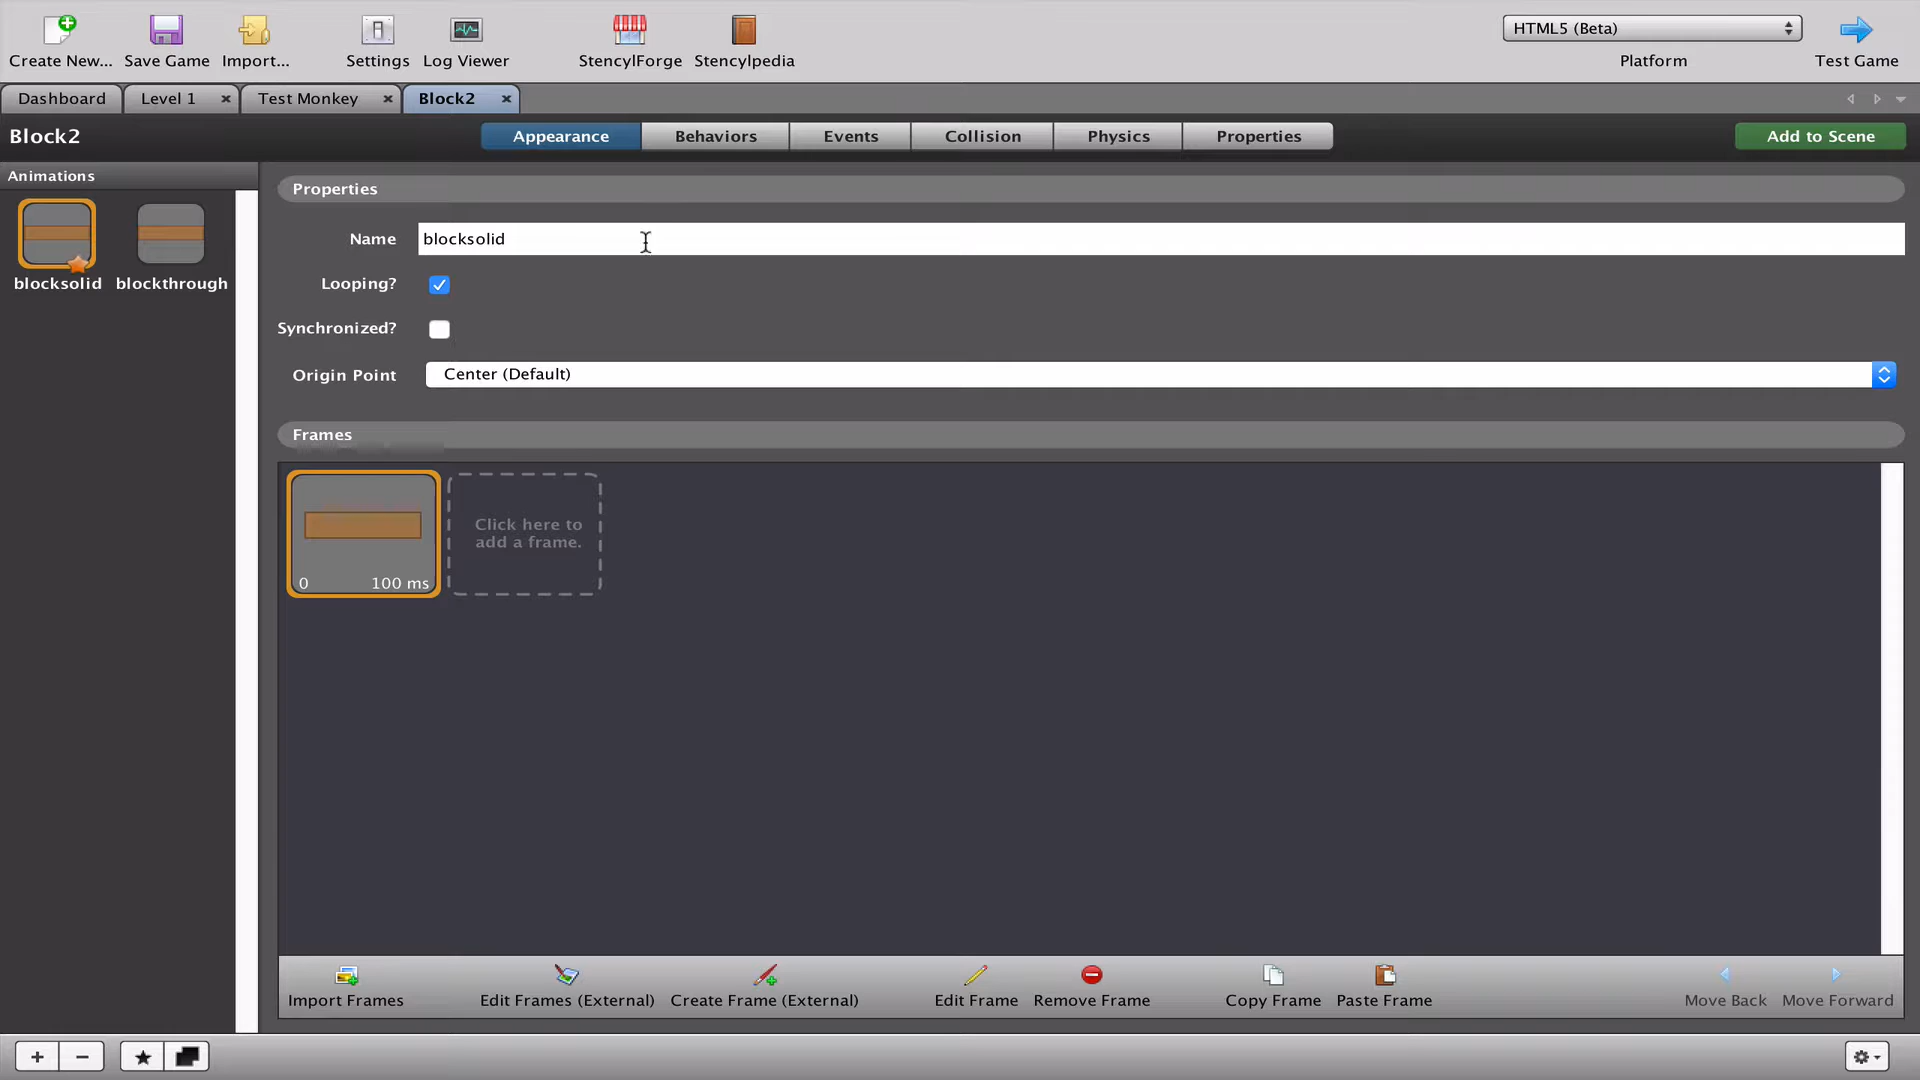 Create New... Save Game Import... Settings Log Viewer StencylForge Stencylpedia HTML5 (Beta) Platform Test Game
Dashboard Level 1 Test Monkey Block2
Block2 Appearance Behaviors Events Collision Physics Properties Add to Scene
Animations
blocksolid blockthrough
Properties
Name blocksolid
Looping?
Synchronized?
Origin Point Center (Default)
Frames
0 100 ms
Click here to
add a frame.
Import Frames Edit Frames (External) Create Frame (External) Edit Frame Remove Frame Copy Frame Paste Frame Move Back Move Forward